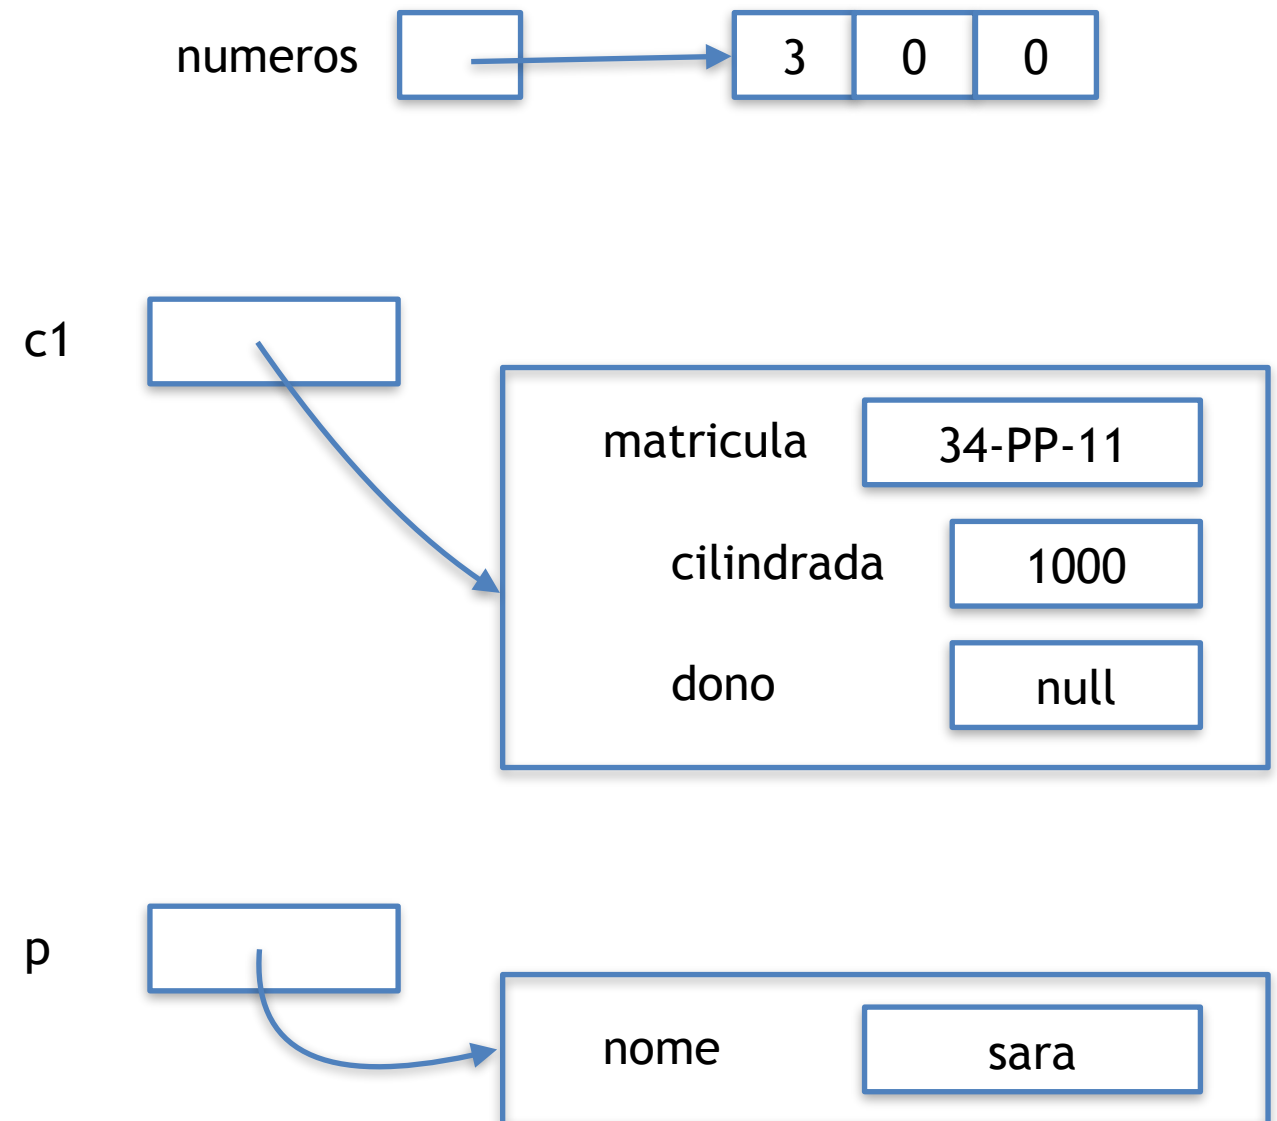 numeros 3 0 0
c1
matricula 34-PP-11
cilindrada 1000
dono null
p
nome sara